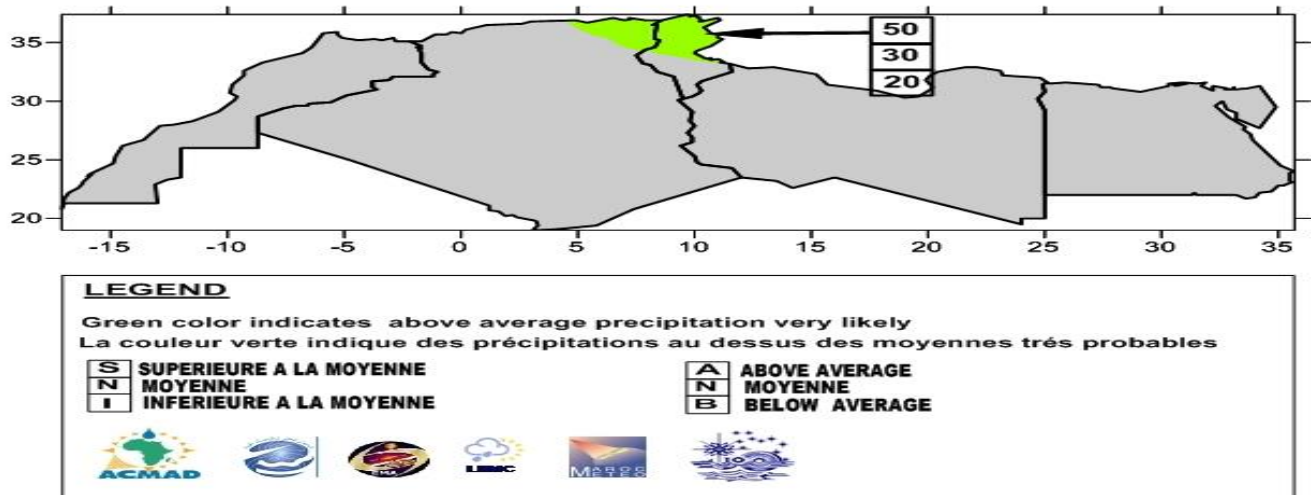 35
30
25
20
50
30
20
-15 -10 -5 0 5 10 15 20 25 30 35
LEGEND
Green color indicates above average precipitation very likely
La couleur verte indique des précipitations au dessus des moyennes trés probables
S SUPERIEURE A LA MOYENNE
N MOYENNE
I INFERIEURE A LA MOYENNE
A ABOVE AVERAGE
N MOYENNE
B BELOW AVERAGE
ACMAD
MAROC
METEO